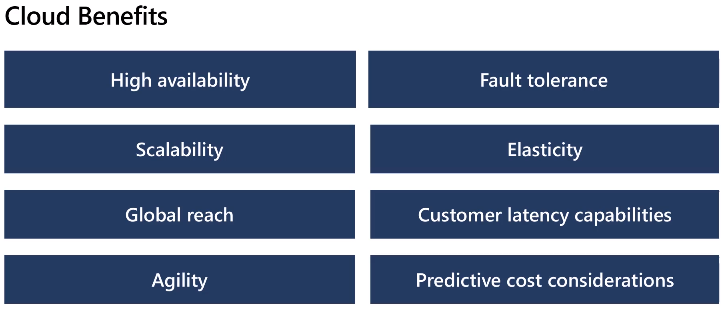 Cloud Benefits
High availability
Fault tolerance
Scalability
Elasticity
Global reach
Customer latency capabilities
Agility
Predictive cost considerations